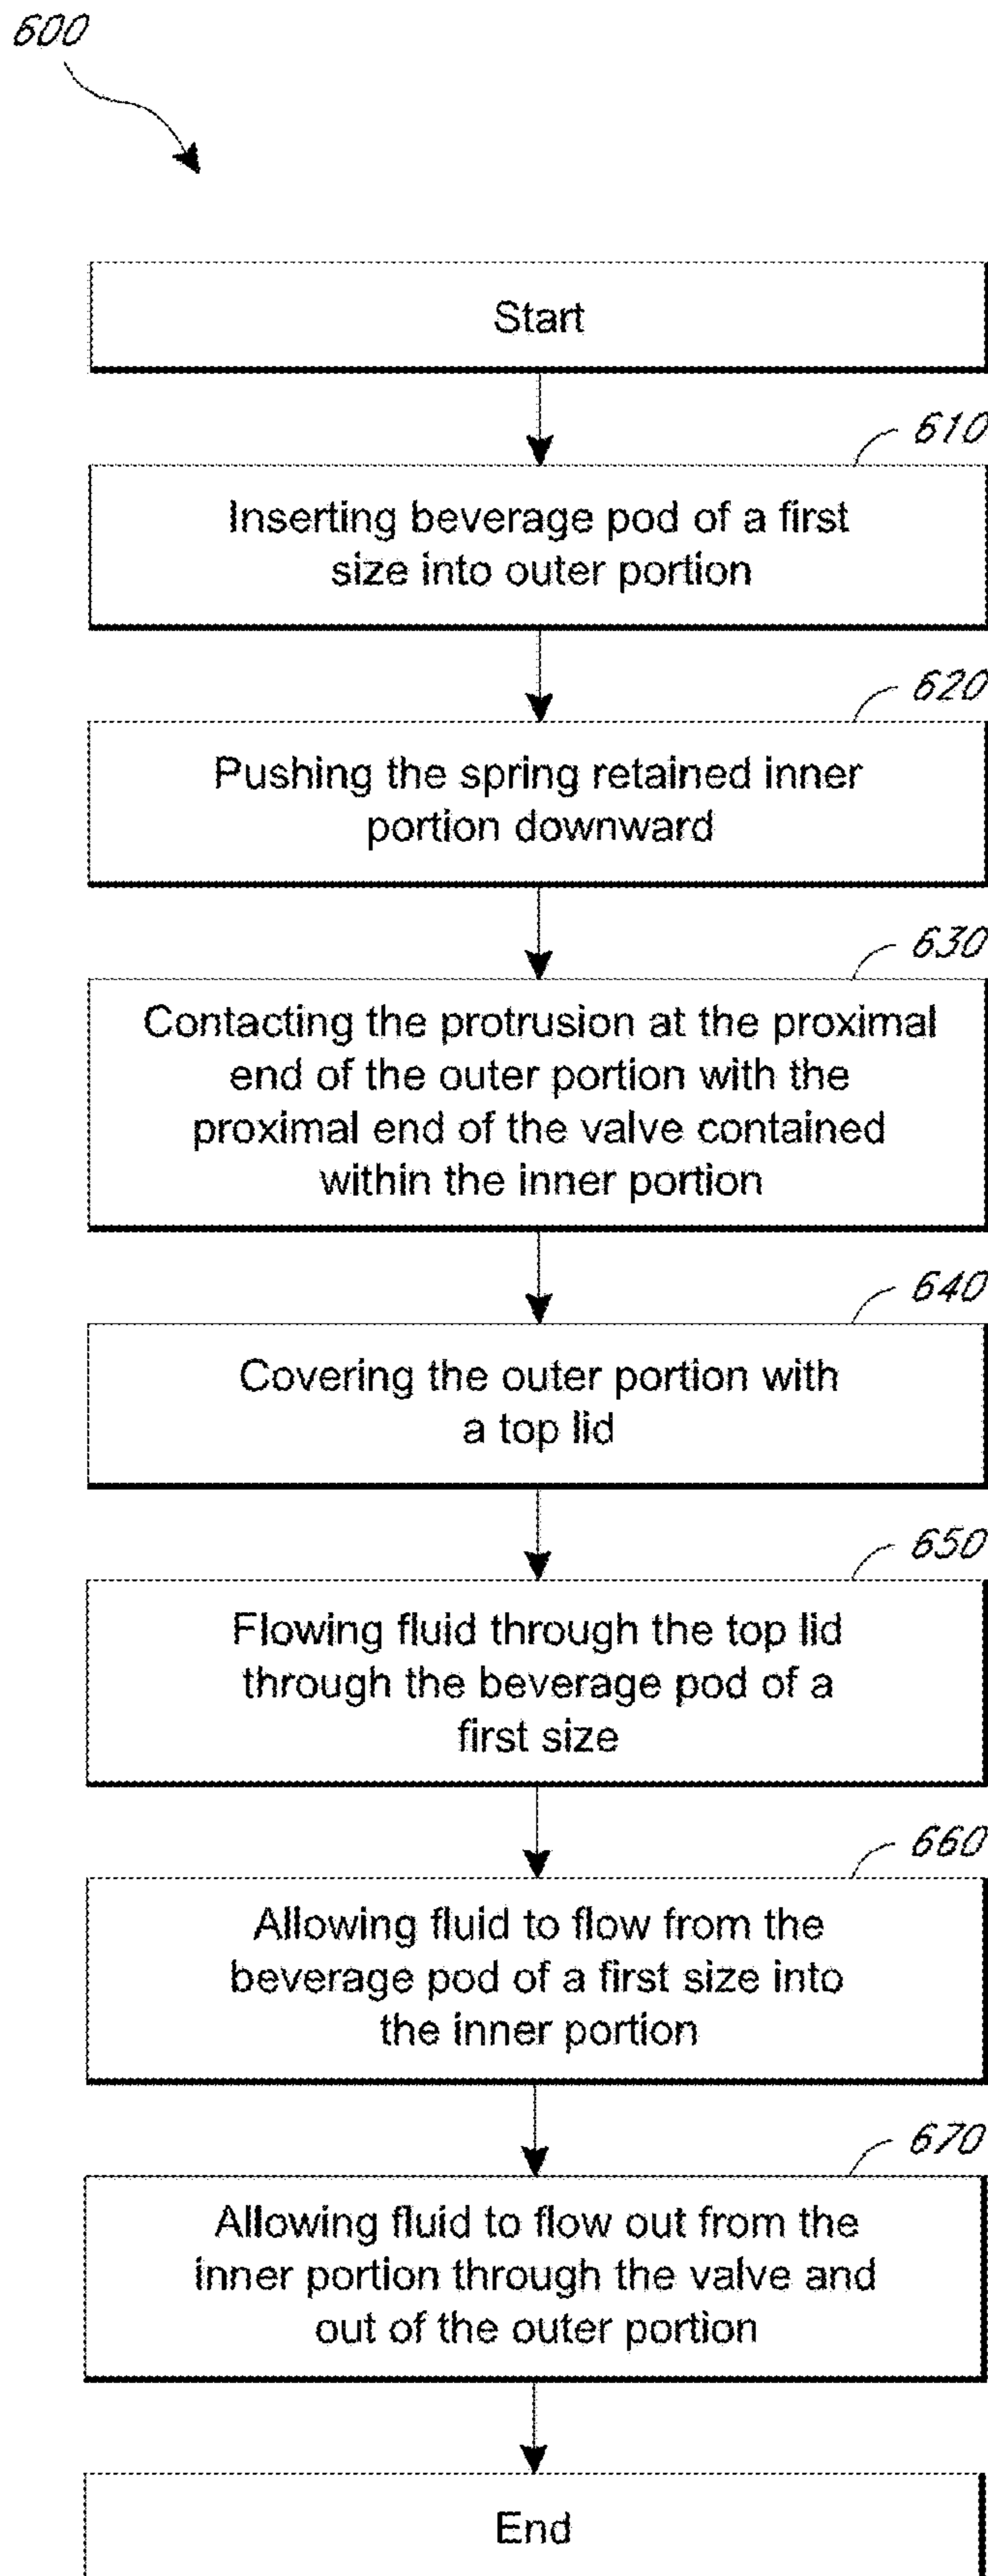 600
Start
610
Inserting beverage pod of a first
size into outer portion
620
Pushing the spring retained inner
portion downward
630
Contacting the protrusion at the proximal
end of the outer portion with the
proximal end of the valve contained
within the inner portion
640
Covering the outer portion with
a top lid
650
Flowing fluid through the top lid
through the beverage pod of a
first size
660
Allowing fluid to flow from the
beverage pod of a first size into
the inner portion
670
Allowing fluid to flow out from the
inner portion through the valve and
out of the outer portion
End